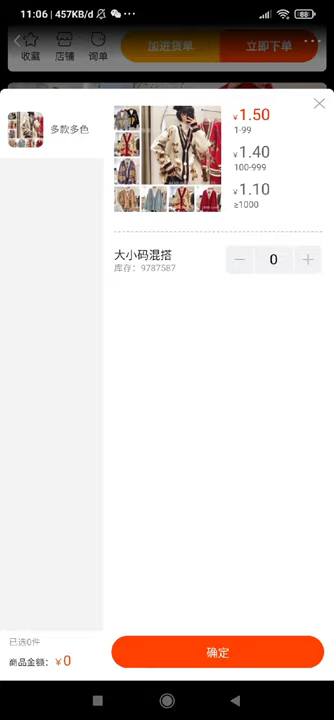 11:06 | 457KB/d
88
收藏
店铺
询单
加进货单
立即下单
多款多色
¥1.50
1-99
¥1.40
100-999
¥1.10
≥1000
大小码混搭
库存：9787587
0
已选0件
商品金额：¥0
确定